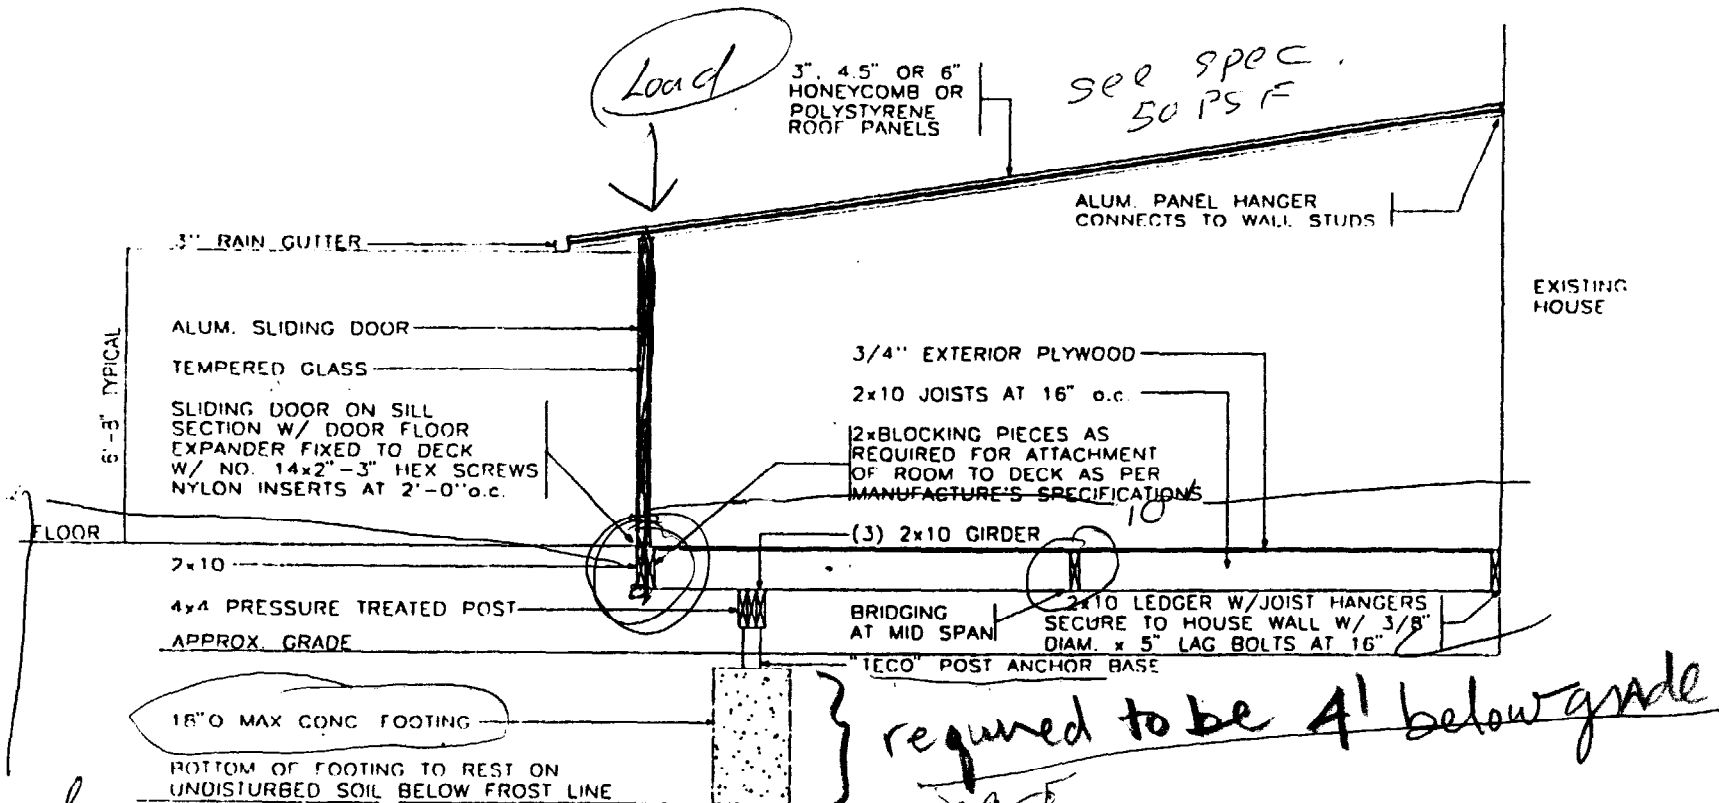 Load
3", 4.5" OR 6"
HONEYCOMB OR
POLYSTYRENE
ROOF PANELS
see spec.
50 PSF
ALUM. PANEL HANGER
CONNECTS TO WALL STUDS
3" RAIN GUTTER
EXISTING
HOUSE
6'-3" TYPICAL
ALUM. SLIDING DOOR
TEMPERED GLASS
SLIDING DOOR ON SILL
SECTION W/ DOOR FLOOR
EXPANDER FIXED TO DECK
W/ NO. 14x2"-3" HEX SCREWS
NYLON INSERTS AT 2'-0"o.c.
3/4" EXTERIOR PLYWOOD
2x10 JOISTS AT 16" o.c.
2xBLOCKING PIECES AS
REQUIRED FOR ATTACHMENT
OF ROOM TO DECK AS PER
MANUFACTURE'S SPECIFICATIONS
10'
FLOOR
(3) 2x10 GIRDER
2x10
4x4 PRESSURE TREATED POST
APPROX. GRADE
BRIDGING
AT MID SPAN
2x10 LEDGER W/JOIST HANGERS
SECURE TO HOUSE WALL W/ 3/8"
DIAM. x 5" LAG BOLTS AT 16"
"TECO" POST ANCHOR BASE
18"O MAX CONC FOOTING
required to be 4' below grade
BOTTOM OF FOOTING TO REST ON
UNDISTURBED SOIL BELOW FROST LINE